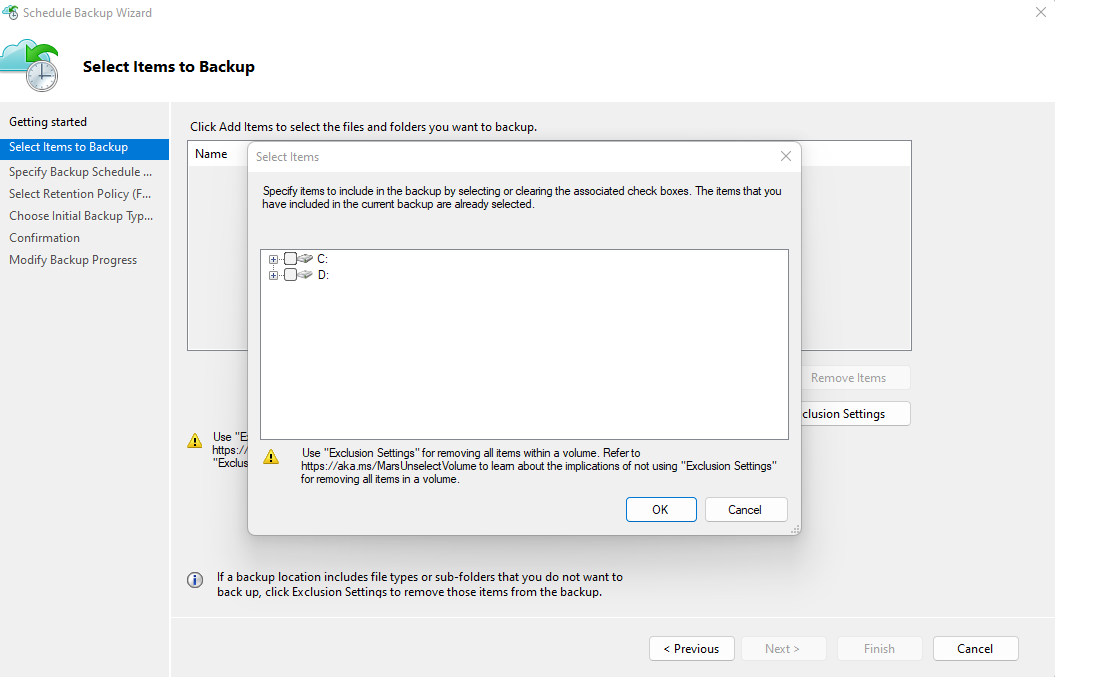 Schedule Backup Wizard
Select Items to Backup
Getting started
Select Items to Backup
Specify Backup Schedule ...
Select Retention Policy (F...
Choose Initial Backup Typ...
Confirmation
Modify Backup Progress
Click Add Items to select the files and folders you want to backup.
Name
Select Items
Specify items to include in the backup by selecting or clearing the associated check boxes. The items that you
have included in the current backup are already selected.
C:
D:
Remove Items
clusion Settings
Use "Ex
https://
"Exclus
Use "Exclusion Settings" for removing all items within a volume. Refer to
https://aka.ms/MarsUnselectVolume to learn about the implications of not using "Exclusion Settings"
for removing all items in a volume.
OK
Cancel
If a backup location includes file types or sub-folders that you do not want to
back up, click Exclusion Settings to remove those items from the backup.
< Previous
Next >
Finish
Cancel